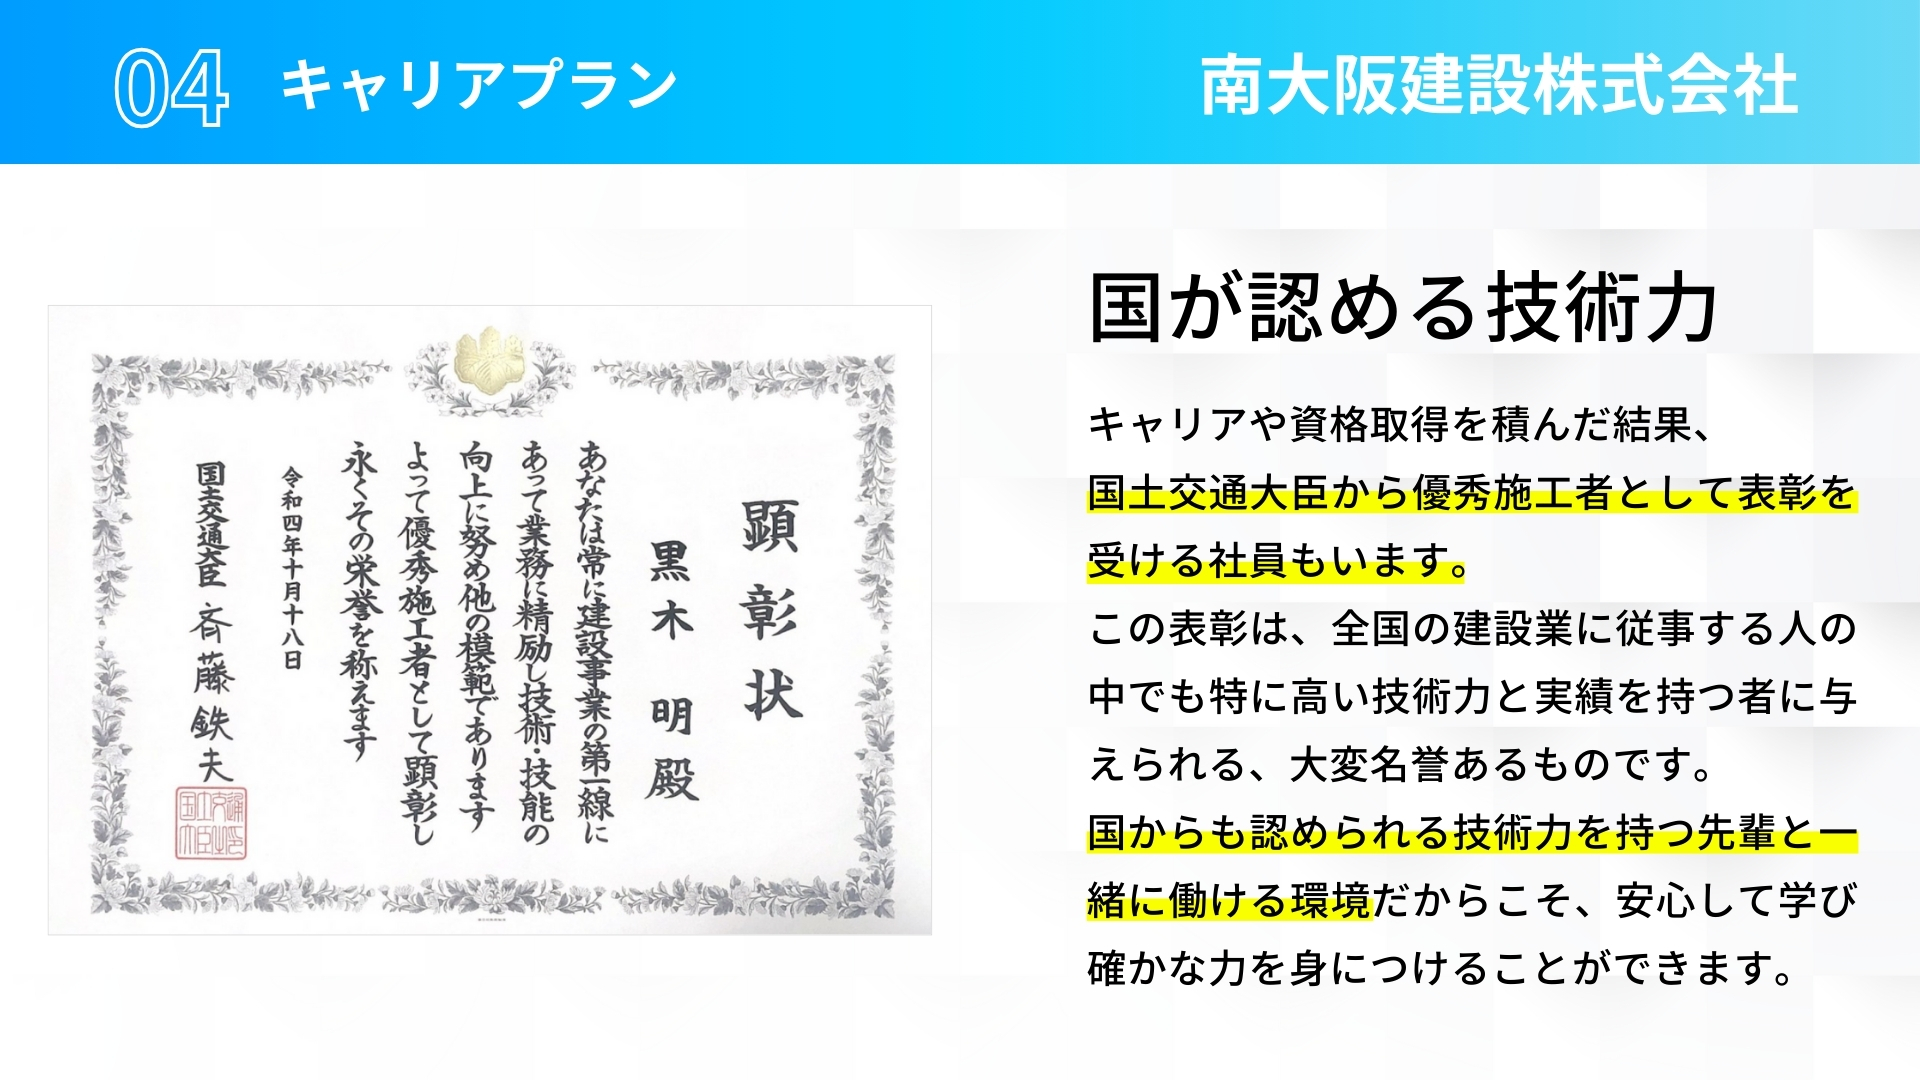 04 キャリアプラン
南大阪建設株式会社
顕彰状
黒木 明 殿
あなたは常に建設事業の第一線に
あって業務に精励し技術・技能の
向上に努め他の模範であります
よって優秀施工者として顕彰し
永くその栄誉を称えます
令和四年十月十八日
国土交通大臣 斉藤鉄夫
国が認める技術力
キャリアや資格取得を積んだ結果、
国土交通大臣から優秀施工者として表彰を
受ける社員もいます。
この表彰は、全国の建設業に従事する人の
中でも特に高い技術力と実績を持つ者に与
えられる、大変名誉あるものです。
国からも認められる技術力を持つ先輩と一
緒に働ける環境だからこそ、安心して学び
確かな力を身につけることができます。